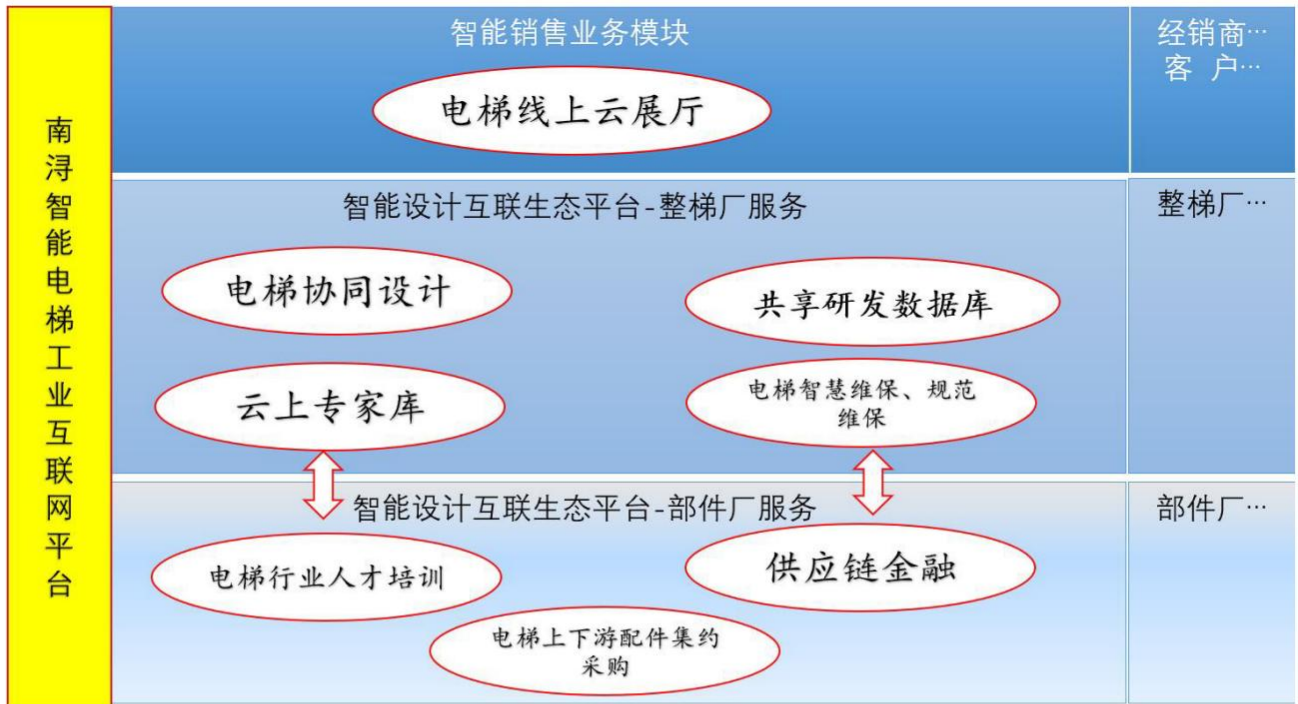 南浔智能电梯工业互联网平台
智能销售业务模块
经销商…
客 户…
电梯线上云展厅
智能设计互联生态平台-整梯厂服务
整梯厂…
电梯协同设计
共享研发数据库
云上专家库
电梯智慧维保、规范
维保
智能设计互联生态平台-部件厂服务
部件厂…
电梯行业人才培训
供应链金融
电梯上下游配件集约
采购